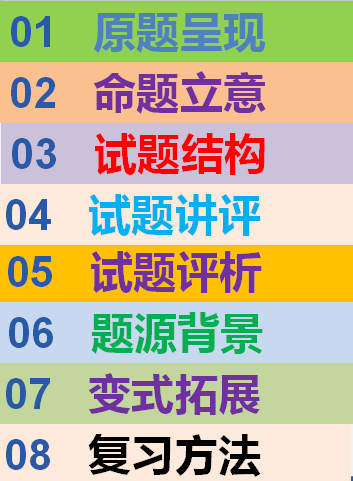 01 原题呈现
02 命题立意
03 试题结构
04 试题讲评
05 试题评析
06 题源背景
07 变式拓展
08 复习方法